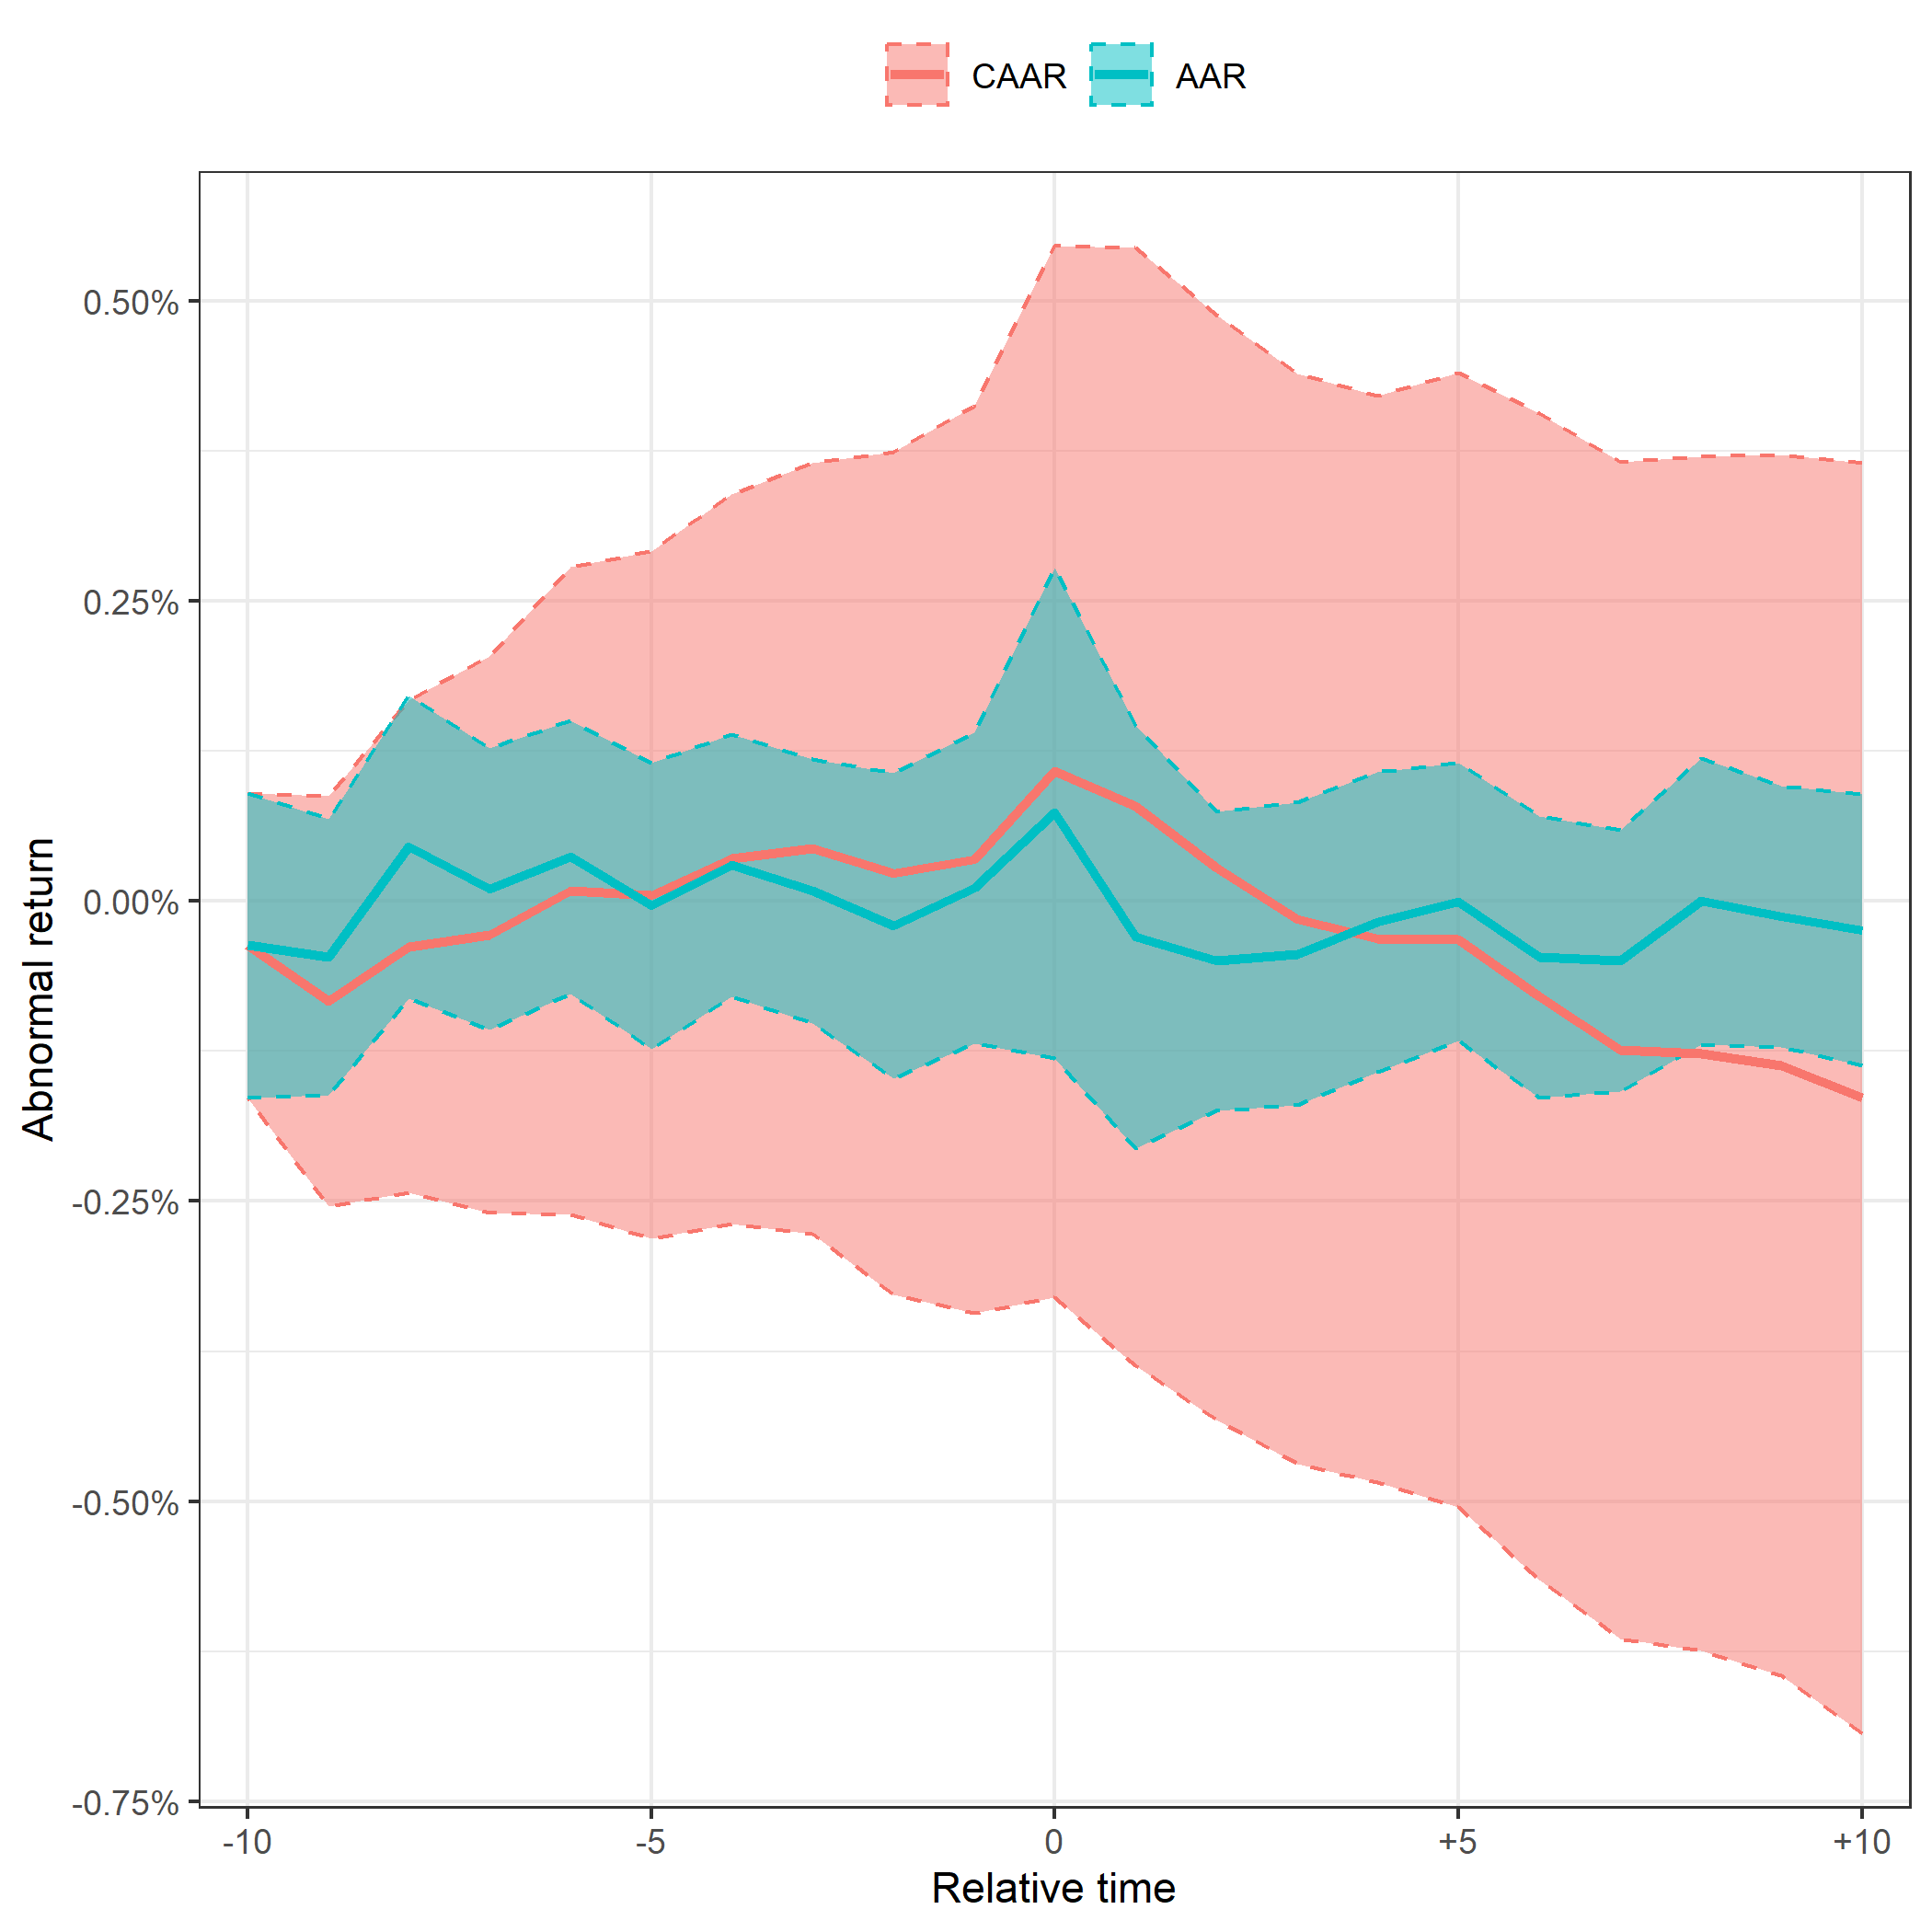 CAAR AAR
Abnormal return
0.50%
0.25%
0.00%
-0.25%
-0.50%
-0.75%
-10 -5 0 +5 +10
Relative time